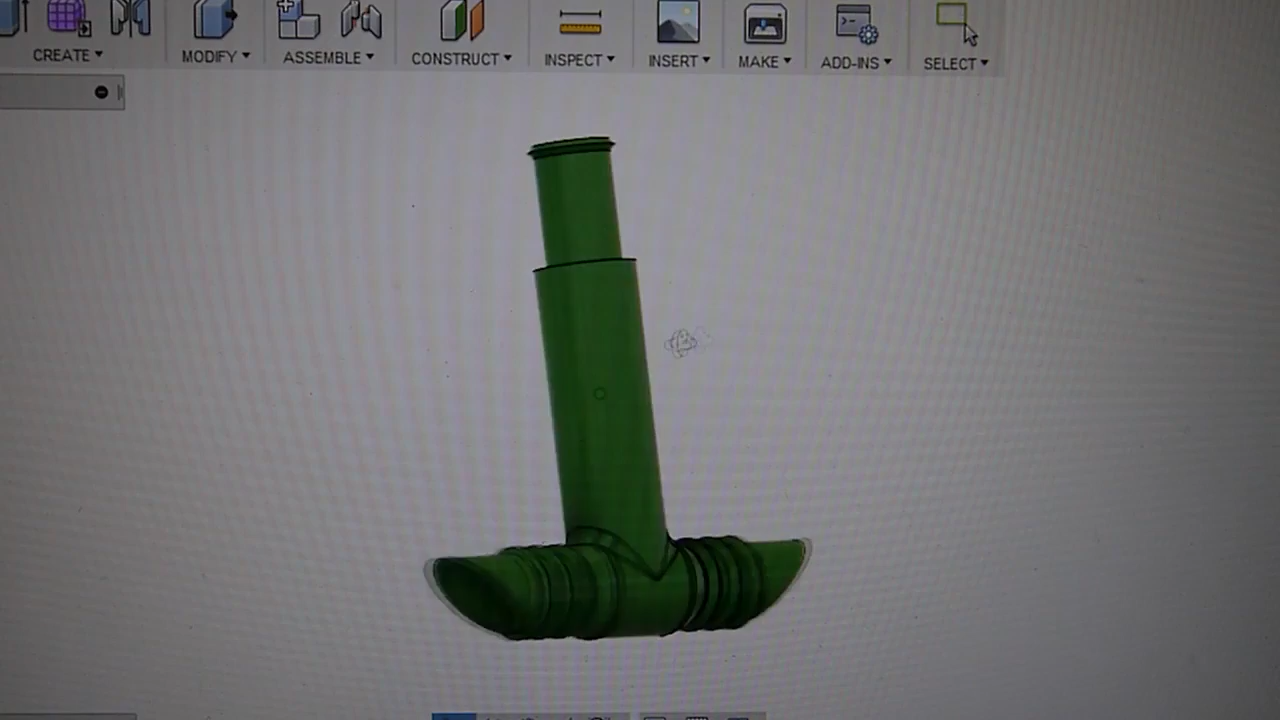 CREATE▾ MODIFY▾ ASSEMBLE▾ CONSTRUCT▾ INSPECT▾ INSERT▾ MAKE▾ ADD-INS▾ SELECT▾